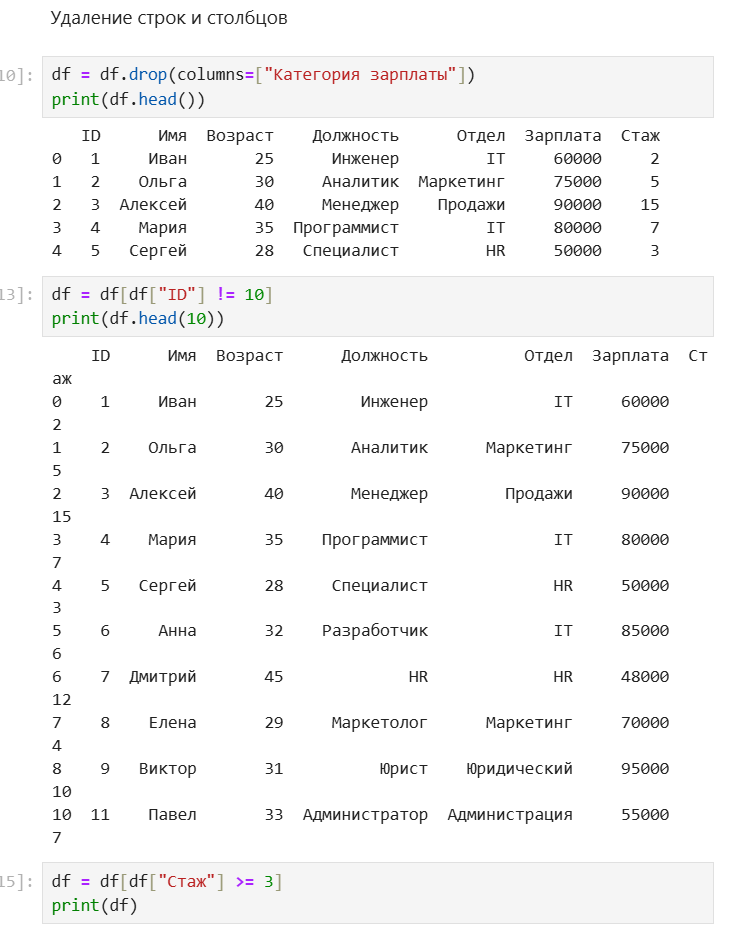 Удаление строк и столбцов
10]: df = df.drop(columns=["Категория зарплаты"])
print(df.head())
ID Имя Возраст Должность Отдел Зарплата Стаж
0 1 Иван 25 Инженер IT 60000 2
1 2 Ольга 30 Аналитик Маркетинг 75000 5
2 3 Алексей 40 Менеджер Продажи 90000 15
3 4 Мария 35 Программист IT 80000 7
4 5 Сергей 28 Специалист HR 50000 3
13]: df = df[df["ID"] != 10]
print(df.head(10))
ID Имя Возраст Должность Отдел Зарплата Ст
аж
0 1 Иван 25 Инженер IT 60000
2
1 2 Ольга 30 Аналитик Маркетинг 75000
5
2 3 Алексей 40 Менеджер Продажи 90000
15
3 4 Мария 35 Программист IT 80000
7
4 5 Сергей 28 Специалист HR 50000
3
5 6 Анна 32 Разработчик IT 85000
6
6 7 Дмитрий 45 HR HR 48000
12
7 8 Елена 29 Маркетолог Маркетинг 70000
4
8 9 Виктор 31 Юрист Юридический 95000
10
10 11 Павел 33 Администратор Администрация 55000
7
15]: df = df[df["Стаж"] >= 3]
print(df)